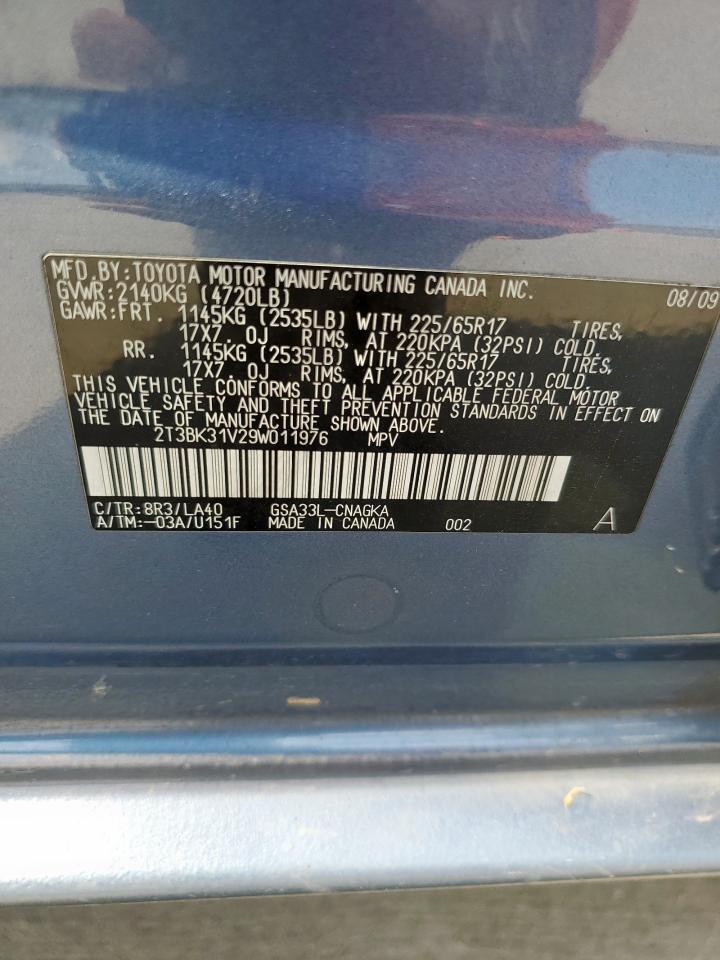 MFD.BY:TOYOTA MOTOR MANUFACTURING CANADA INC. 08/09
GVWR:2140KG (4720LB)
GAWR:FRT. 1145KG (2535LB) WITH 225/65R17 TIRES,
17X7.0J RIMS, AT 220KPA (32PSI) COLD.
RR. 1145KG (2535LB) WITH 225/65R17 TIRES,
17X7.0J RIMS, AT 220KPA (32PSI) COLD.
THIS VEHICLE CONFORMS TO ALL APPLICABLE FEDERAL MOTOR
VEHICLE SAFETY AND THEFT PREVENTION STANDARDS IN EFFECT ON
THE DATE OF MANUFACTURE SHOWN ABOVE.
2T3BK31V29W011976 MPV
C/TR:8R3/LA40 GSA33L-CNAGKA
A/TM:-03A/U151F MADE IN CANADA 002 A